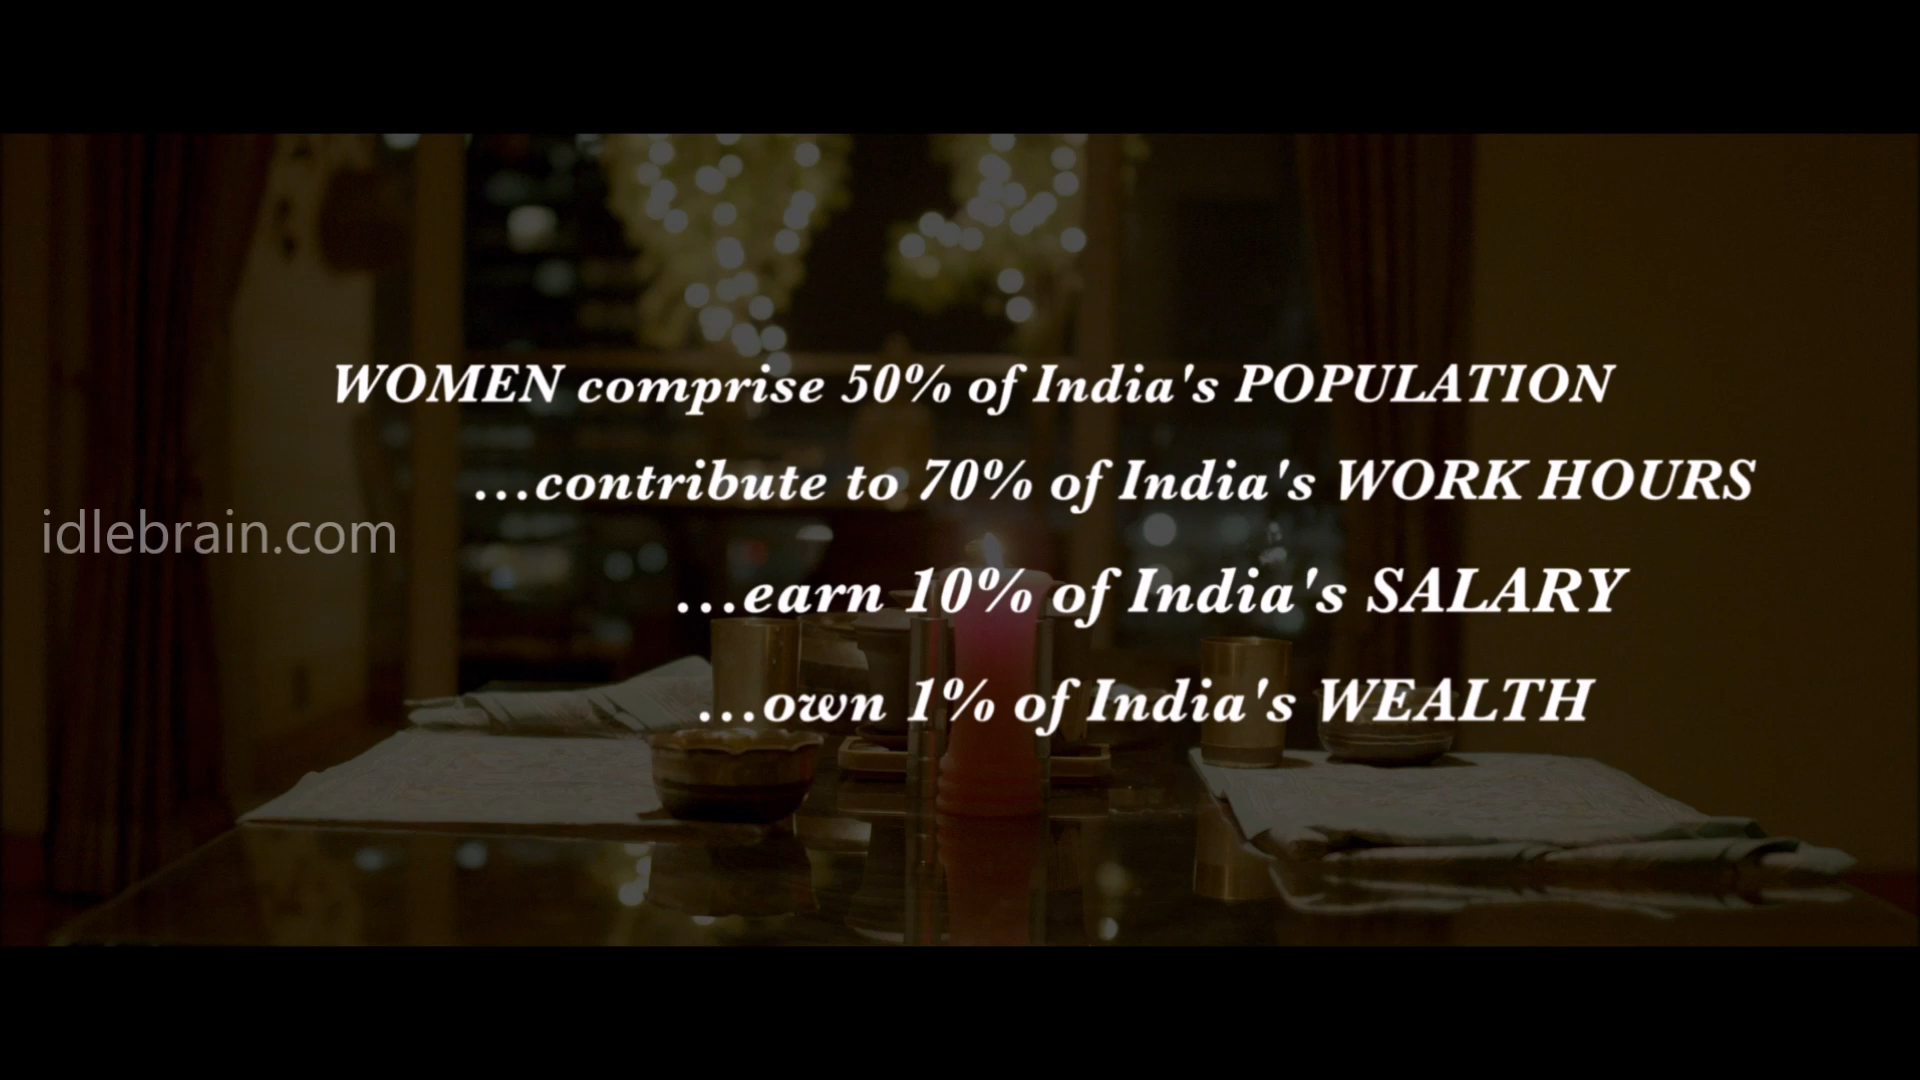 WOMEN comprise 50% of India's POPULATION
...contribute to 70% of India's WORK HOURS
idlebrain.com
...earn 10% of India's SALARY
...own 1% of India's WEALTH